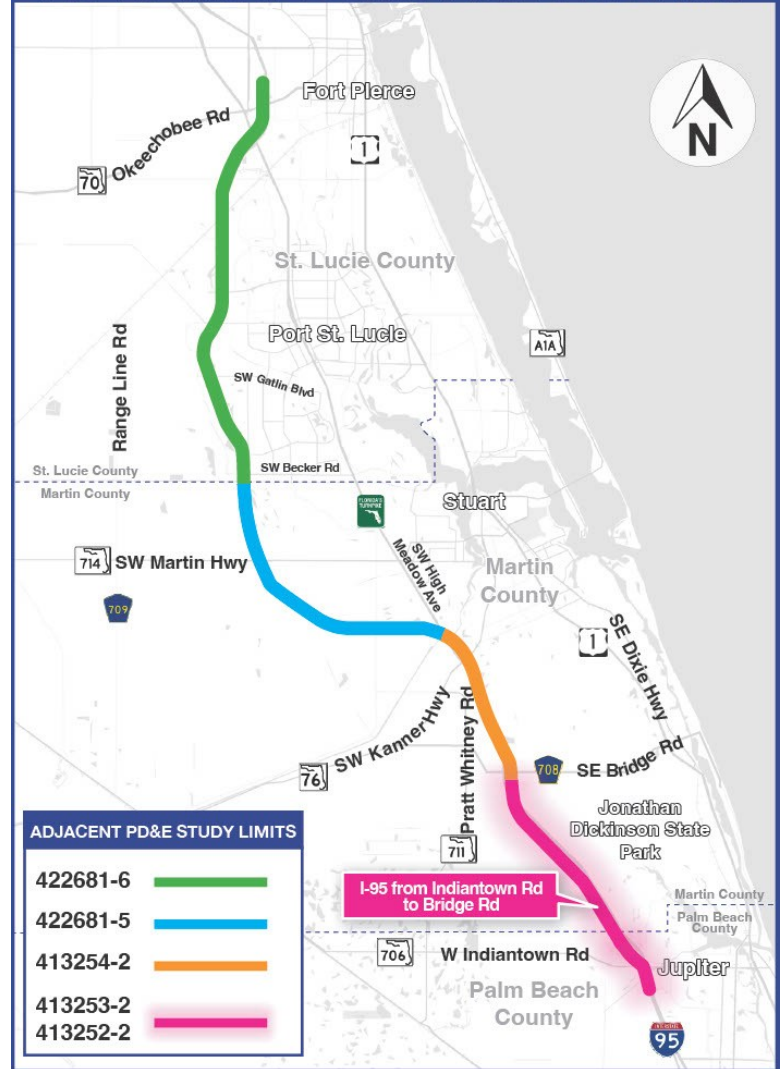 Fort Pierce
N
1
70
Okeechobee Rd
St. Lucie County
Port St. Lucie
A1A
Range Line Rd
SW Gatlin Blvd
SW Becker Rd
St. Lucie County
Martin County
FLORIDA'S
TURNPIKE
Stuart
714
SW Martin Hwy
SW High
Meadow Ave
Martin
County
709
1
SE Dixie Hwy
SW Kanner Hwy
76
Pratt Whitney Rd
708
SE Bridge Rd
Jonathan
Dickinson State
Park
711
I-95 from Indiantown Rd
to Bridge Rd
Martin County
Palm Beach
County
706
W Indiantown Rd
Jupiter
Palm Beach
County
INTERSTATE
95
ADJACENT PD&E STUDY LIMITS
422681-6
422681-5
413254-2
413253-2
413252-2